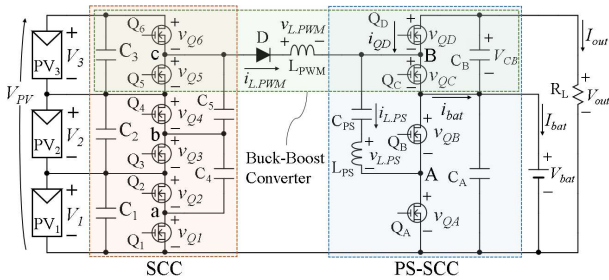 Q6 + vQ6 −
c
Q5 + vQ5 −
Q4 + vQ4 −
b
Q3 + vQ3 −
Q2 + vQ2 −
a
Q1 + vQ1 −
VPV
PV3 + V3 −
PV2 + V2 −
PV1 + V1 −
C3
C2
C1
C5
C4
D
+ vL.PWM −
LPWM
iL.PWM
Buck-Boost
Converter
QD + vQD −
iQD
B
QC + vQC −
CB + VCB −
CPS
iL.PS
LPS
+ vL.PS −
QB + vQB −
A
QA + vQA −
CA
ibat
Ibat
+ Vbat −
Iout
RL + Vout −
SCC
PS-SCC